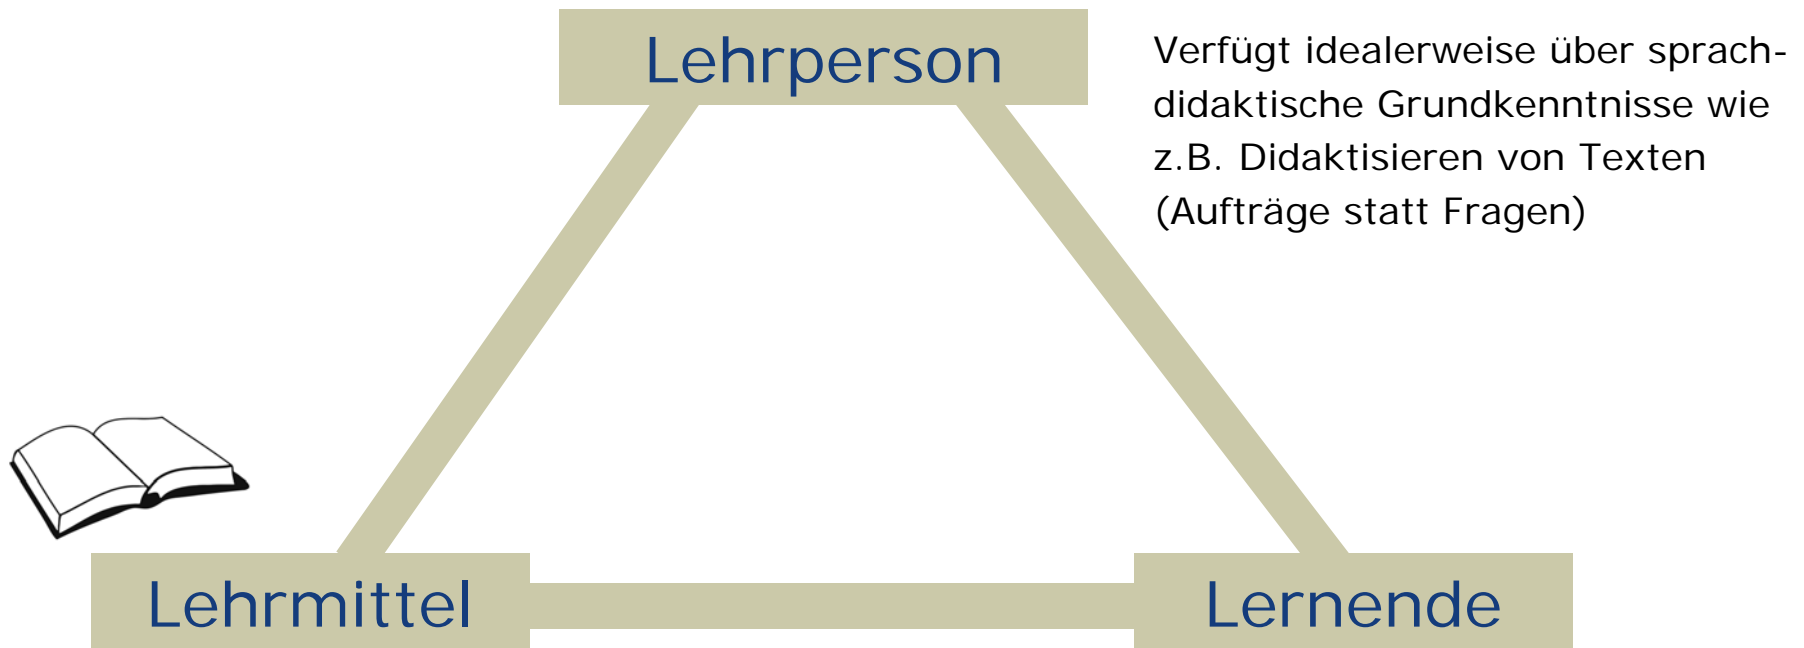 Lehrperson
Verfügt idealerweise über sprach-
didaktische Grundkenntnisse wie
z.B. Didaktisieren von Texten
(Aufträge statt Fragen)
Lehrmittel
Lernende